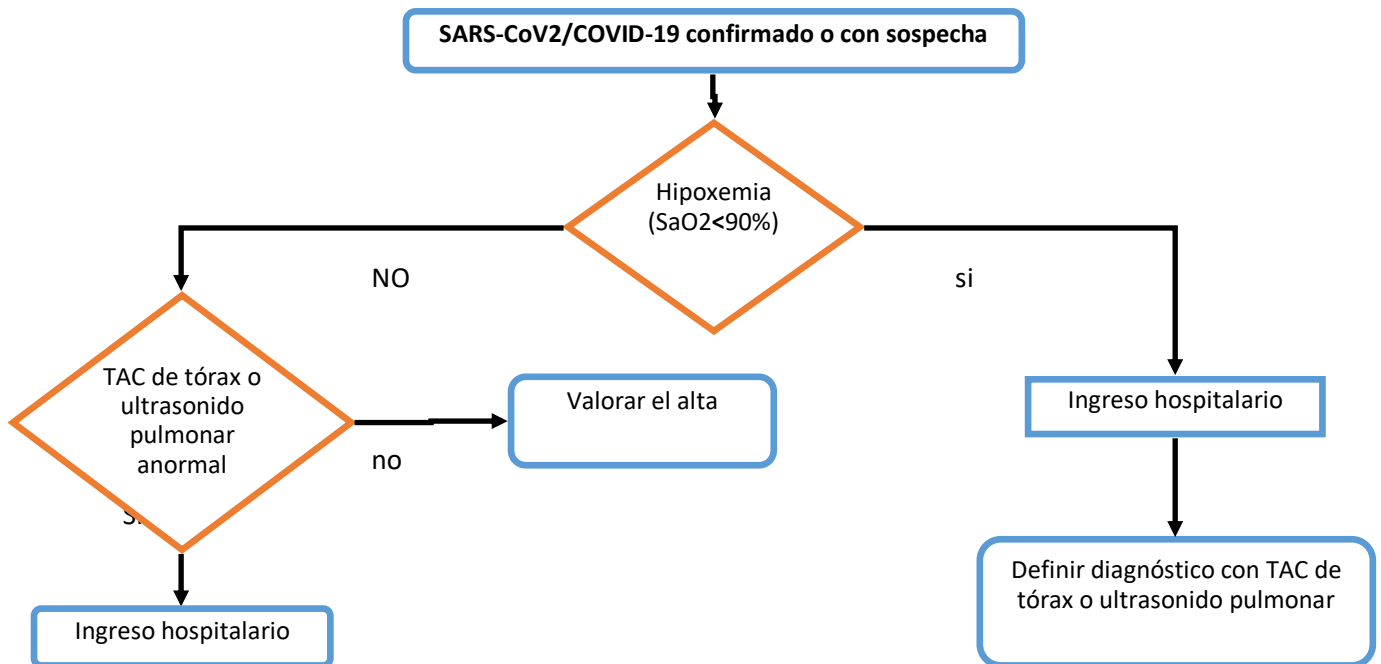 SARS-CoV2/COVID-19 confirmado o con sospecha
Hipoxemia
(SaO2<90%)
NO
si
TAC de tórax o
ultrasonido
pulmonar
anormal
no
Valorar el alta
Ingreso hospitalario
Definir diagnóstico con TAC de
tórax o ultrasonido pulmonar
Ingreso hospitalario